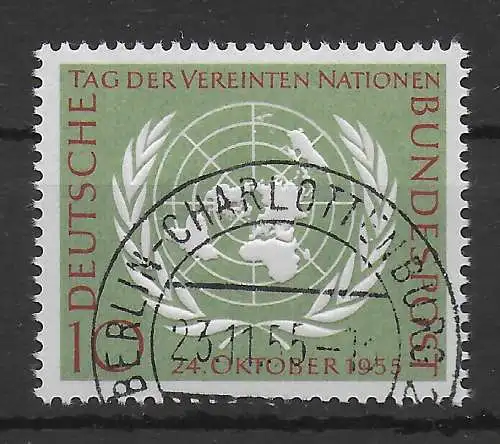 TAG DER VEREINTEN NATIONEN
DEUTSCHE
BUNDESPOST
10
24. OKTOBER 1955
BERLIN-CHARLOTTENBURG
23.11.55-